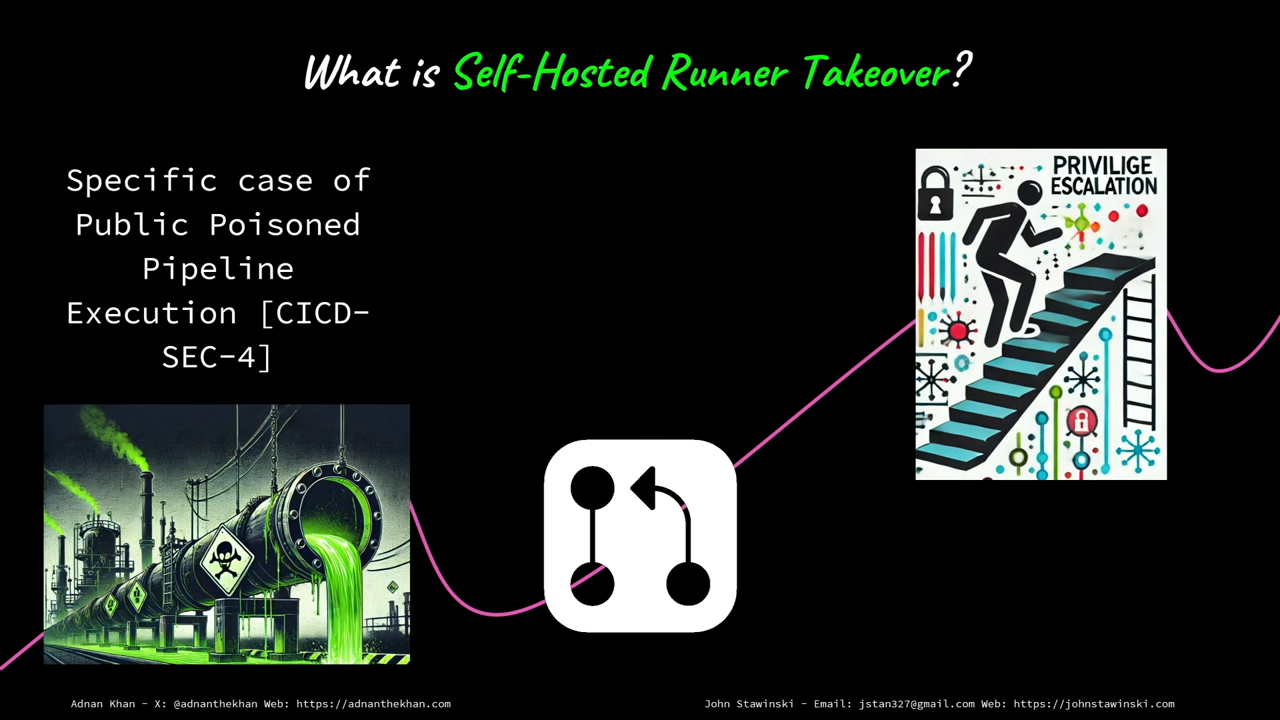 What is Self-Hosted Runner Takeover?
Specific case of
Public Poisoned
Pipeline
Execution [CICD-
SEC-4]
PRIVILIGE
ESCALATION
Adnan Khan - X: @adnanthekhan Web: https://adnanthekhan.com
John Stawinski - Email: jstan327@gmail.com Web: https://johnstawinski.com